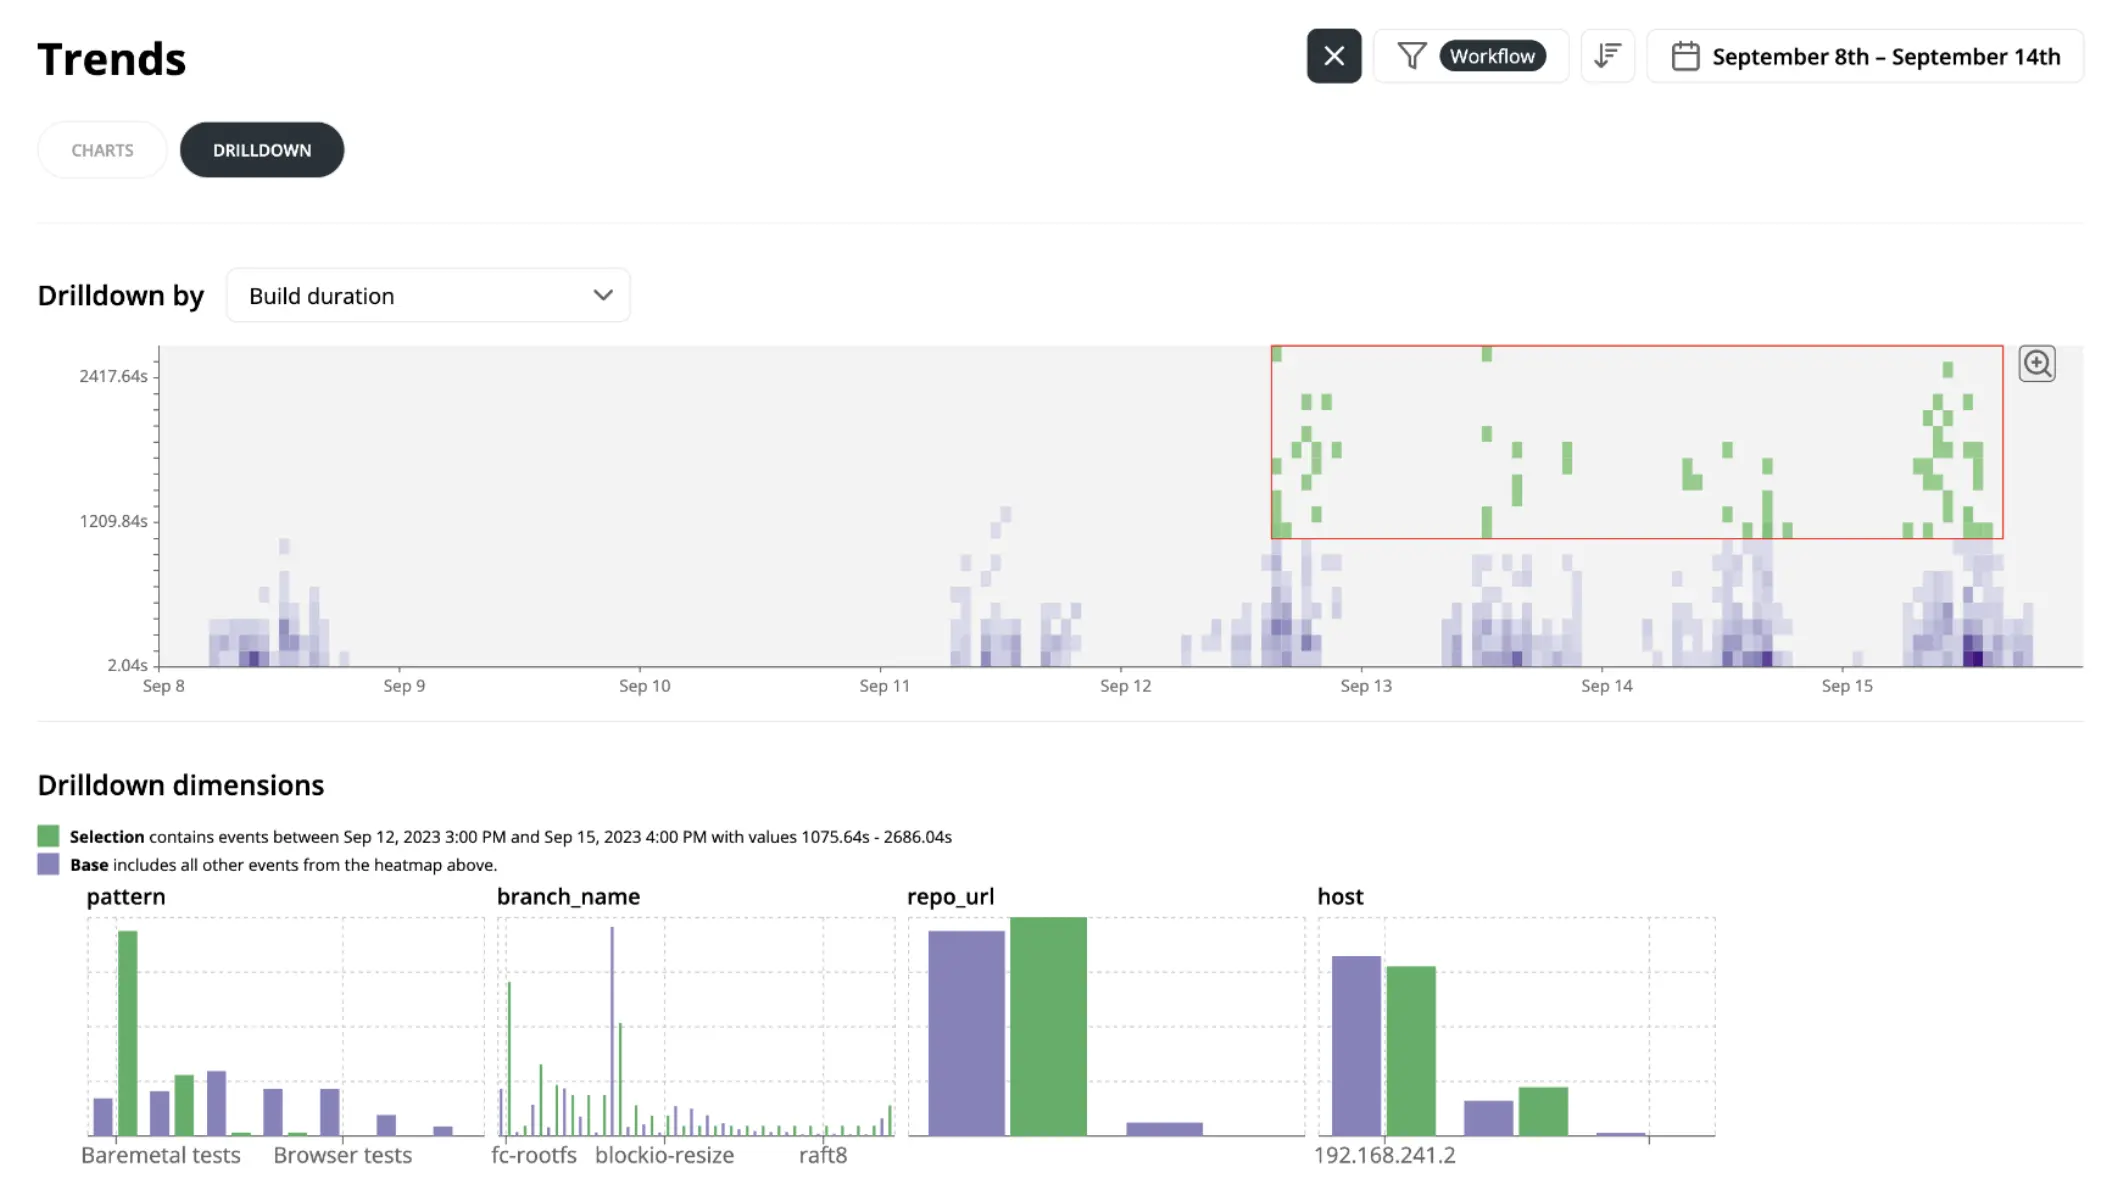 Trends
Workflow
September 8th – September 14th
CHARTS
DRILLDOWN
Drilldown by
Build duration
2417.64s
1209.84s
2.04s
Sep 8
Sep 9
Sep 10
Sep 11
Sep 12
Sep 13
Sep 14
Sep 15
Drilldown dimensions
Selection contains events between Sep 12, 2023 3:00 PM and Sep 15, 2023 4:00 PM with values 1075.64s - 2686.04s
Base includes all other events from the heatmap above.
pattern
branch_name
repo_url
host
Baremetal tests
Browser tests
fc-rootfs
blockio-resize
raft8
192.168.241.2